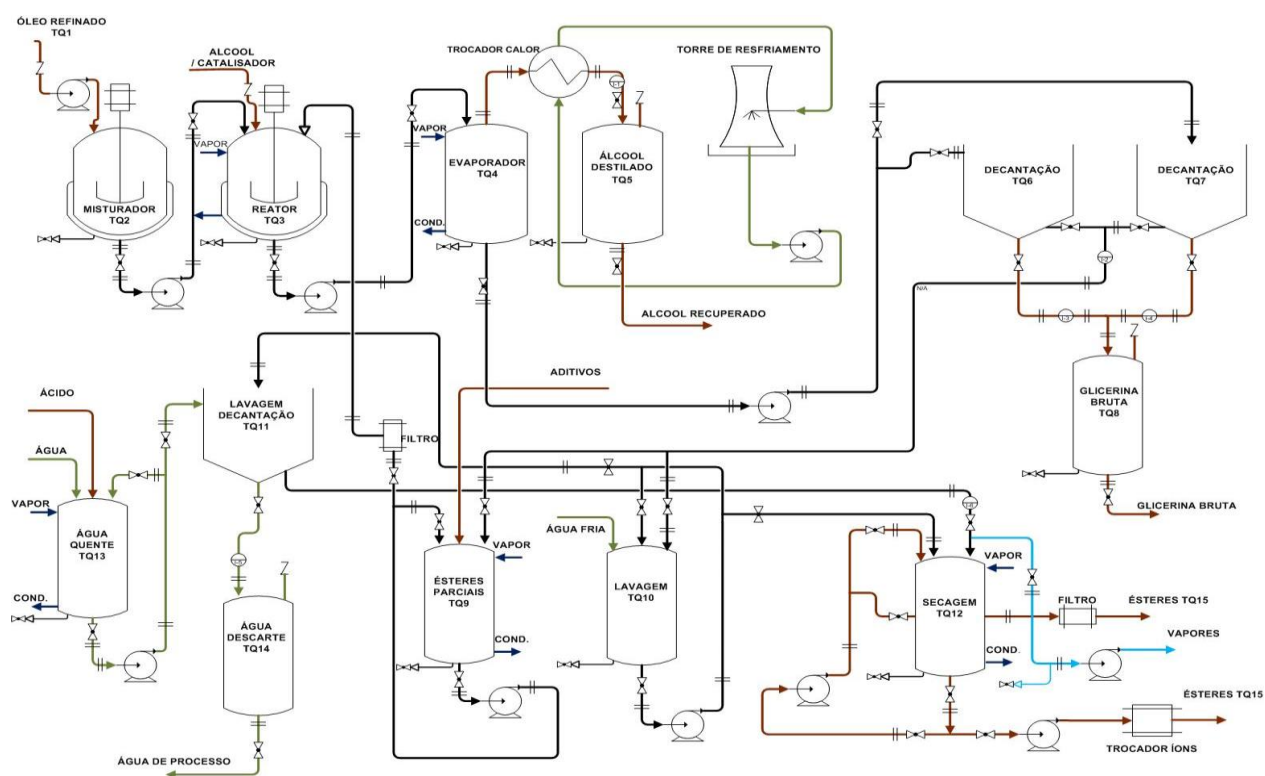 ÓLEO REFINADO
TQ1
ALCOOL
/ CATALISADOR
TROCADOR CALOR
TORRE DE RESFRIAMENTO
VAPOR
VAPOR
MISTURADOR
TQ2
REATOR
TQ3
EVAPORADOR
TQ4
COND.
ÁLCOOL
DESTILADO
TQ5
DECANTAÇÃO
TQ6
DECANTAÇÃO
TQ7
N/A
ALCOOL RECUPERADO
ADITIVOS
GLICERINA
BRUTA
TQ8
GLICERINA BRUTA
ÁCIDO
ÁGUA
VAPOR
LAVAGEM
DECANTAÇÃO
TQ11
FILTRO
ÁGUA
QUENTE
TQ13
COND.
ÁGUA
DESCARTE
TQ14
ÁGUA DE PROCESSO
VAPOR
ÉSTERES
PARCIAIS
TQ9
COND.
ÁGUA FRIA
LAVAGEM
TQ10
VAPOR
SECAGEM
TQ12
COND.
FILTRO
ÉSTERES TQ15
VAPORES
ÉSTERES TQ15
TROCADOR ÍONS